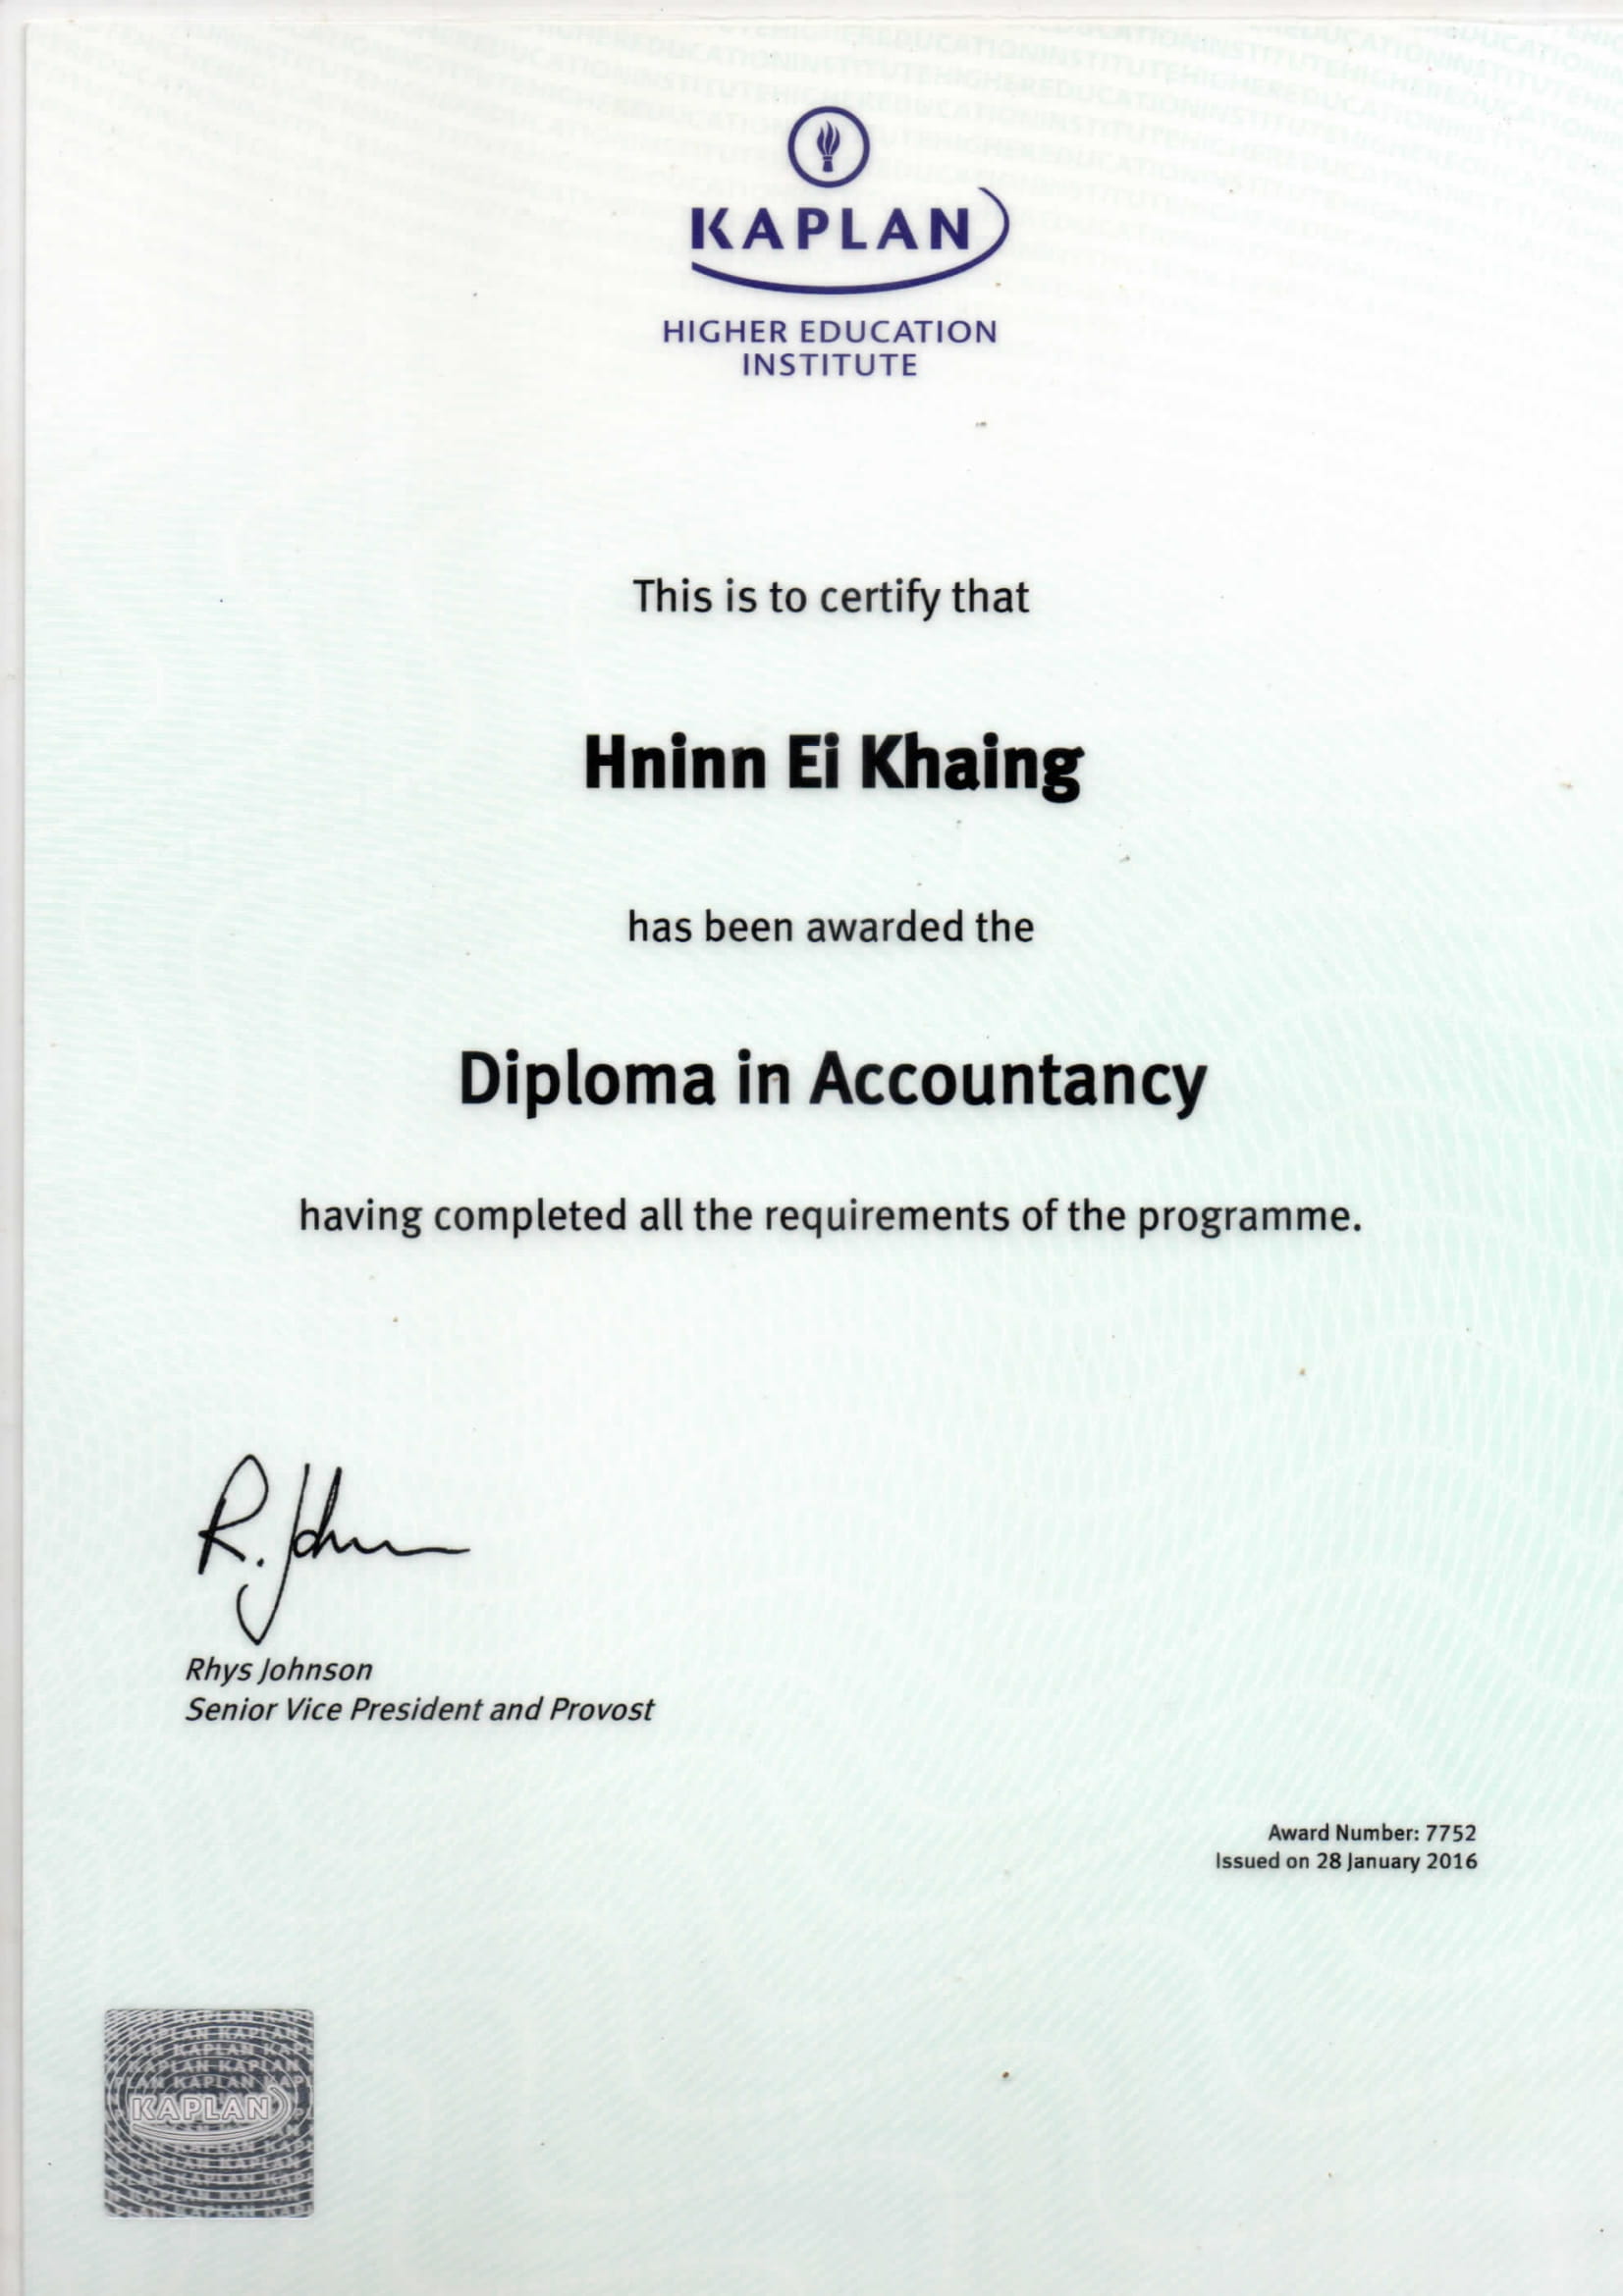 KAPLAN
HIGHER EDUCATION
INSTITUTE
This is to certify that
Hninn Ei Khaing
has been awarded the
Diploma in Accountancy
having completed all the requirements of the programme.
R. Johnson
Rhys Johnson
Senior Vice President and Provost
Award Number: 7752
Issued on 28 January 2016
KAPLAN